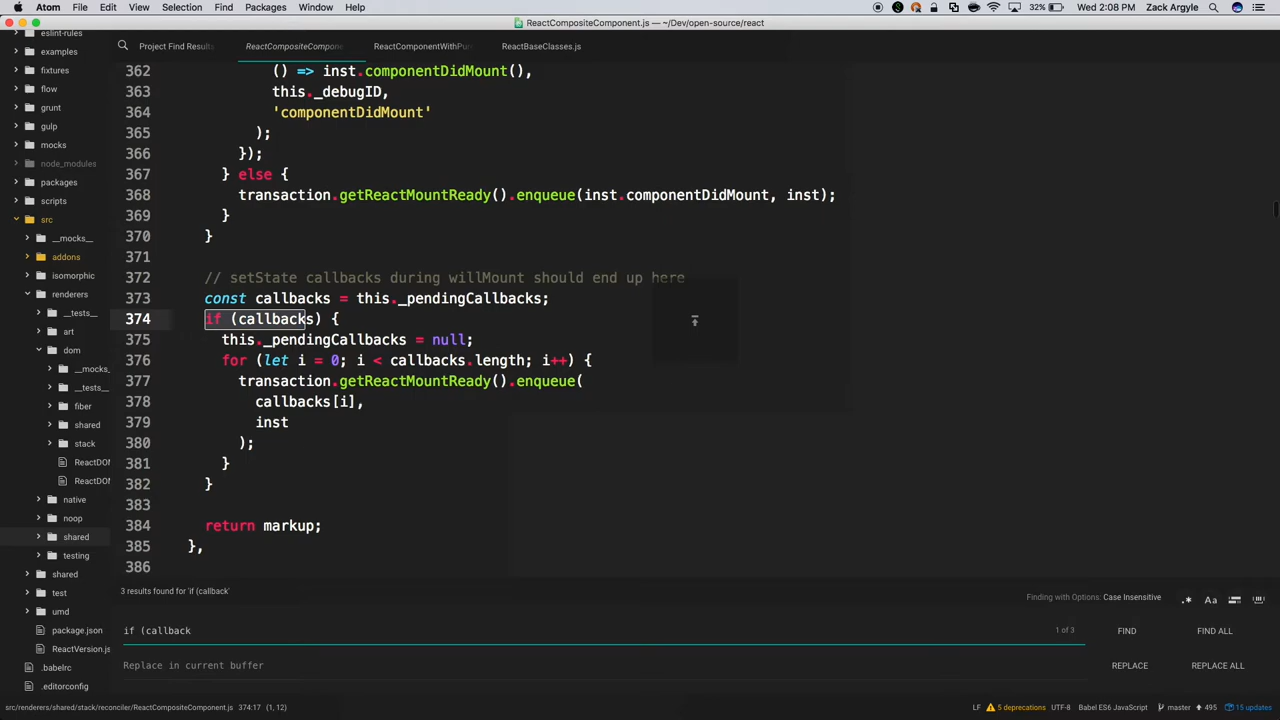 Atom File Edit View Selection Find Packages Window Help 32% Wed 2:08 PM Zack Argyle
ReactCompositeComponent.js — ~/Dev/open-source/react
eslint-rules
examples
fixtures
flow
grunt
gulp
mocks
node_modules
packages
scripts
src
__mocks__
addons
isomorphic
renderers
__tests__
art
dom
__mocks_
__tests_
fiber
shared
stack
ReactDOM
ReactDOM
native
noop
shared
testing
shared
test
umd
package.json
ReactVersion.js
.babelrc
.editorconfig
Project Find Results ReactCompositeCompone ReactComponentWithPur ReactBaseClasses.js
362 () => inst.componentDidMount(),
363 this._debugID,
364 'componentDidMount'
365 );
366 });
367 } else {
368 transaction.getReactMountReady().enqueue(inst.componentDidMount, inst);
369 }
370 }
371
372 // setState callbacks during willMount should end up here
373 const callbacks = this._pendingCallbacks;
374 if (callbacks) {
375 this._pendingCallbacks = null;
376 for (let i = 0; i < callbacks.length; i++) {
377 transaction.getReactMountReady().enqueue(
378 callbacks[i],
379 inst
380 );
381 }
382 }
383
384 return markup;
385 },
386
3 results found for 'if (callback'
Finding with Options: Case Insensitive .* Aa
if (callback 1 of 3 FIND FIND ALL
Replace in current buffer REPLACE REPLACE ALL
src/renderers/shared/stack/reconciler/ReactCompositeComponent.js 374:17 (1, 12) LF 5 deprecations UTF-8 Babel ES6 JavaScript master 495 15 updates